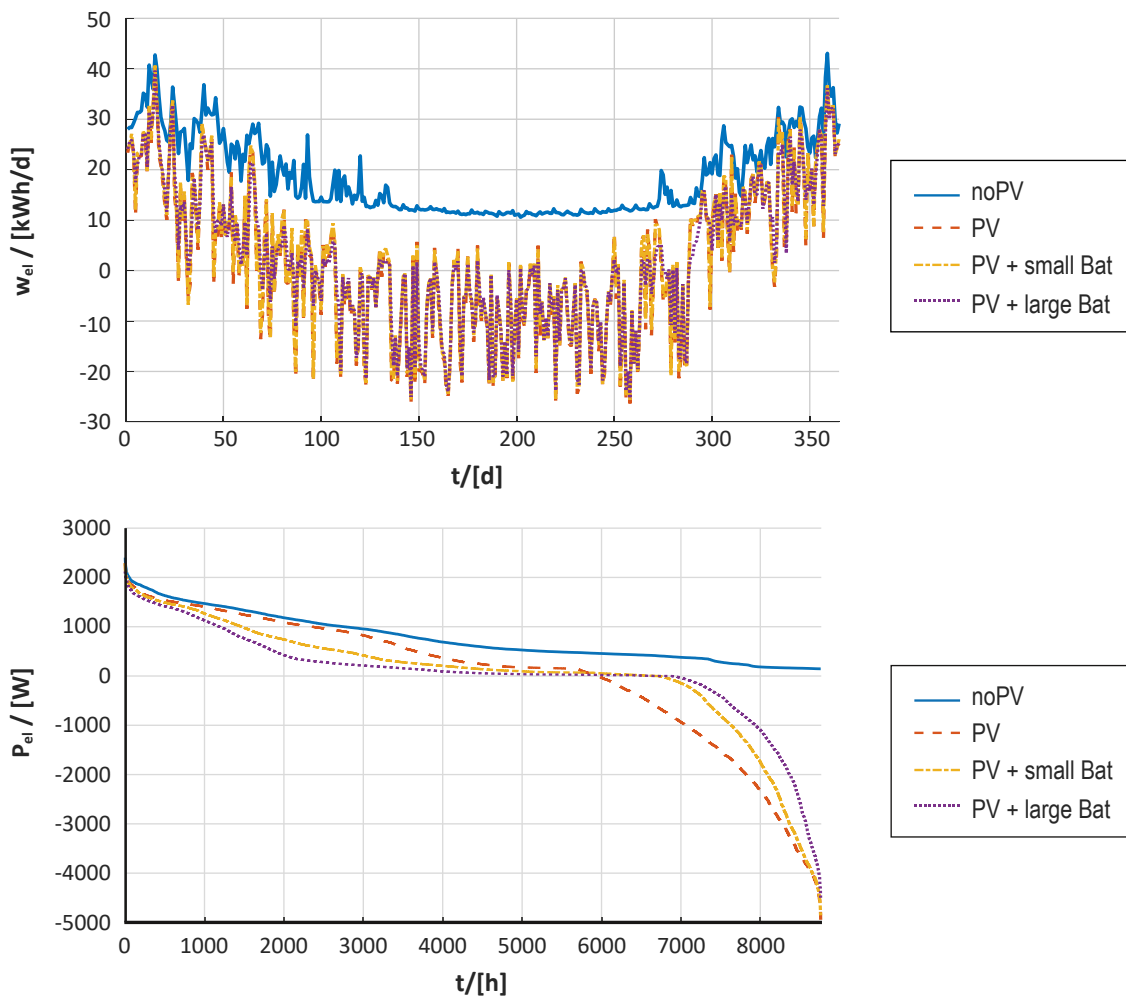 50
40
30
20
10
0
-10
-20
-30
w el / [kWh/d]
0 50 100 150 200 250 300 350
t/[d]
noPV
PV
PV + small Bat
PV + large Bat
3000
2000
1000
0
-1000
-2000
-3000
-4000
-5000
P el / [W]
0 1000 2000 3000 4000 5000 6000 7000 8000
t/[h]
noPV
PV
PV + small Bat
PV + large Bat